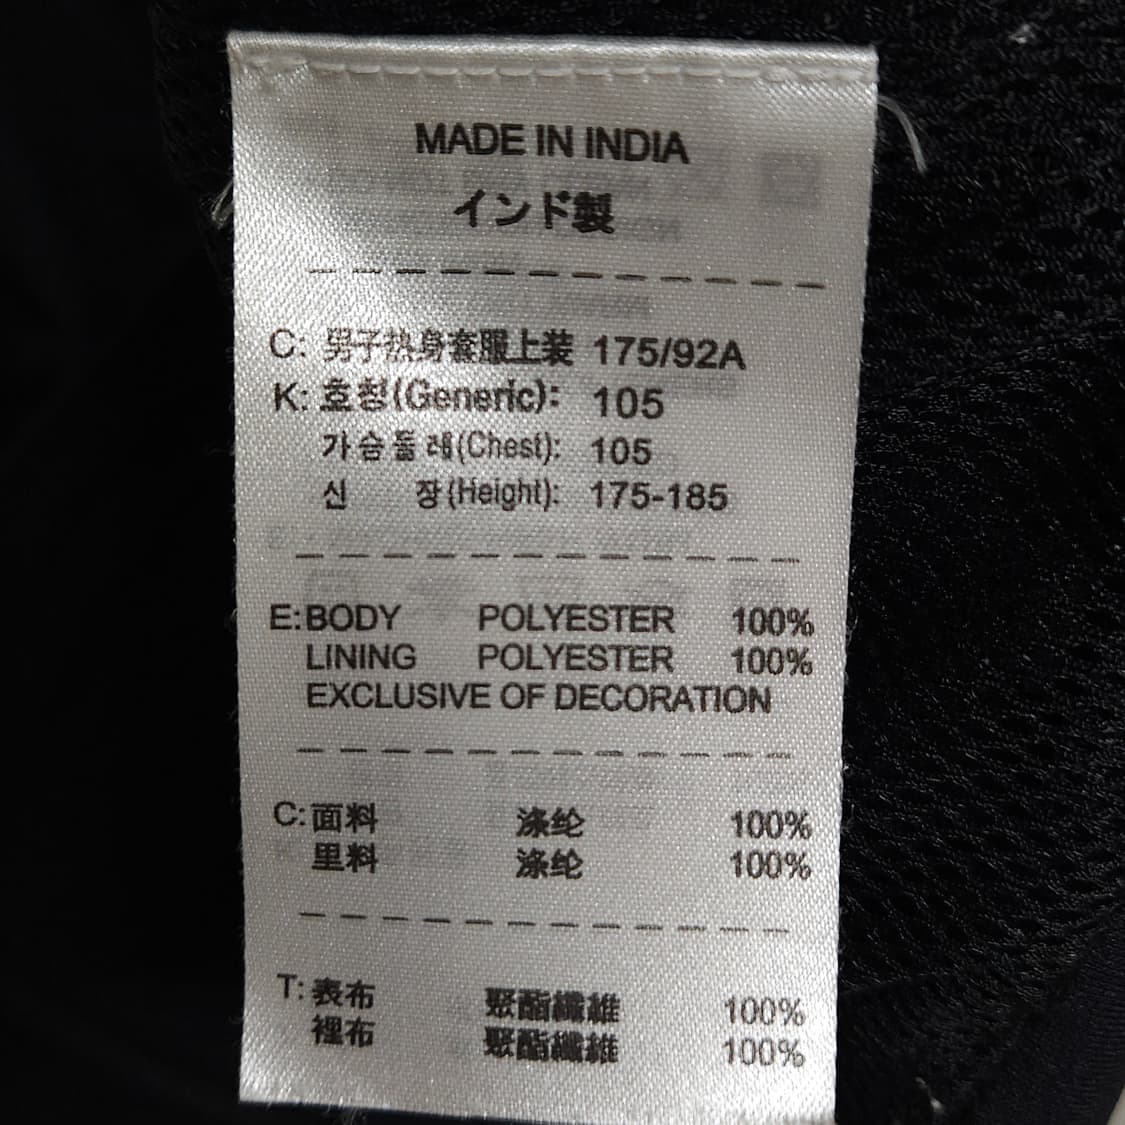 MADE IN INDIA
インド製
C: 男子热身套服上装 175/92A
K: 호칭(Generic): 105
가슴둘레(Chest): 105
신 장(Height): 175-185
E: BODY POLYESTER 100%
LINING POLYESTER 100%
EXCLUSIVE OF DECORATION
C: 面料 涤纶 100%
里料 涤纶 100%
T: 表布 聚酯纖維 100%
裡布 聚酯纖維 100%